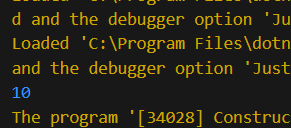 Loaded 'C:\Program Files\dotn
d and the debugger option 'Ju
Loaded 'C:\Program Files\dotn
and the debugger option 'Just
10
The program '[34028] Construc